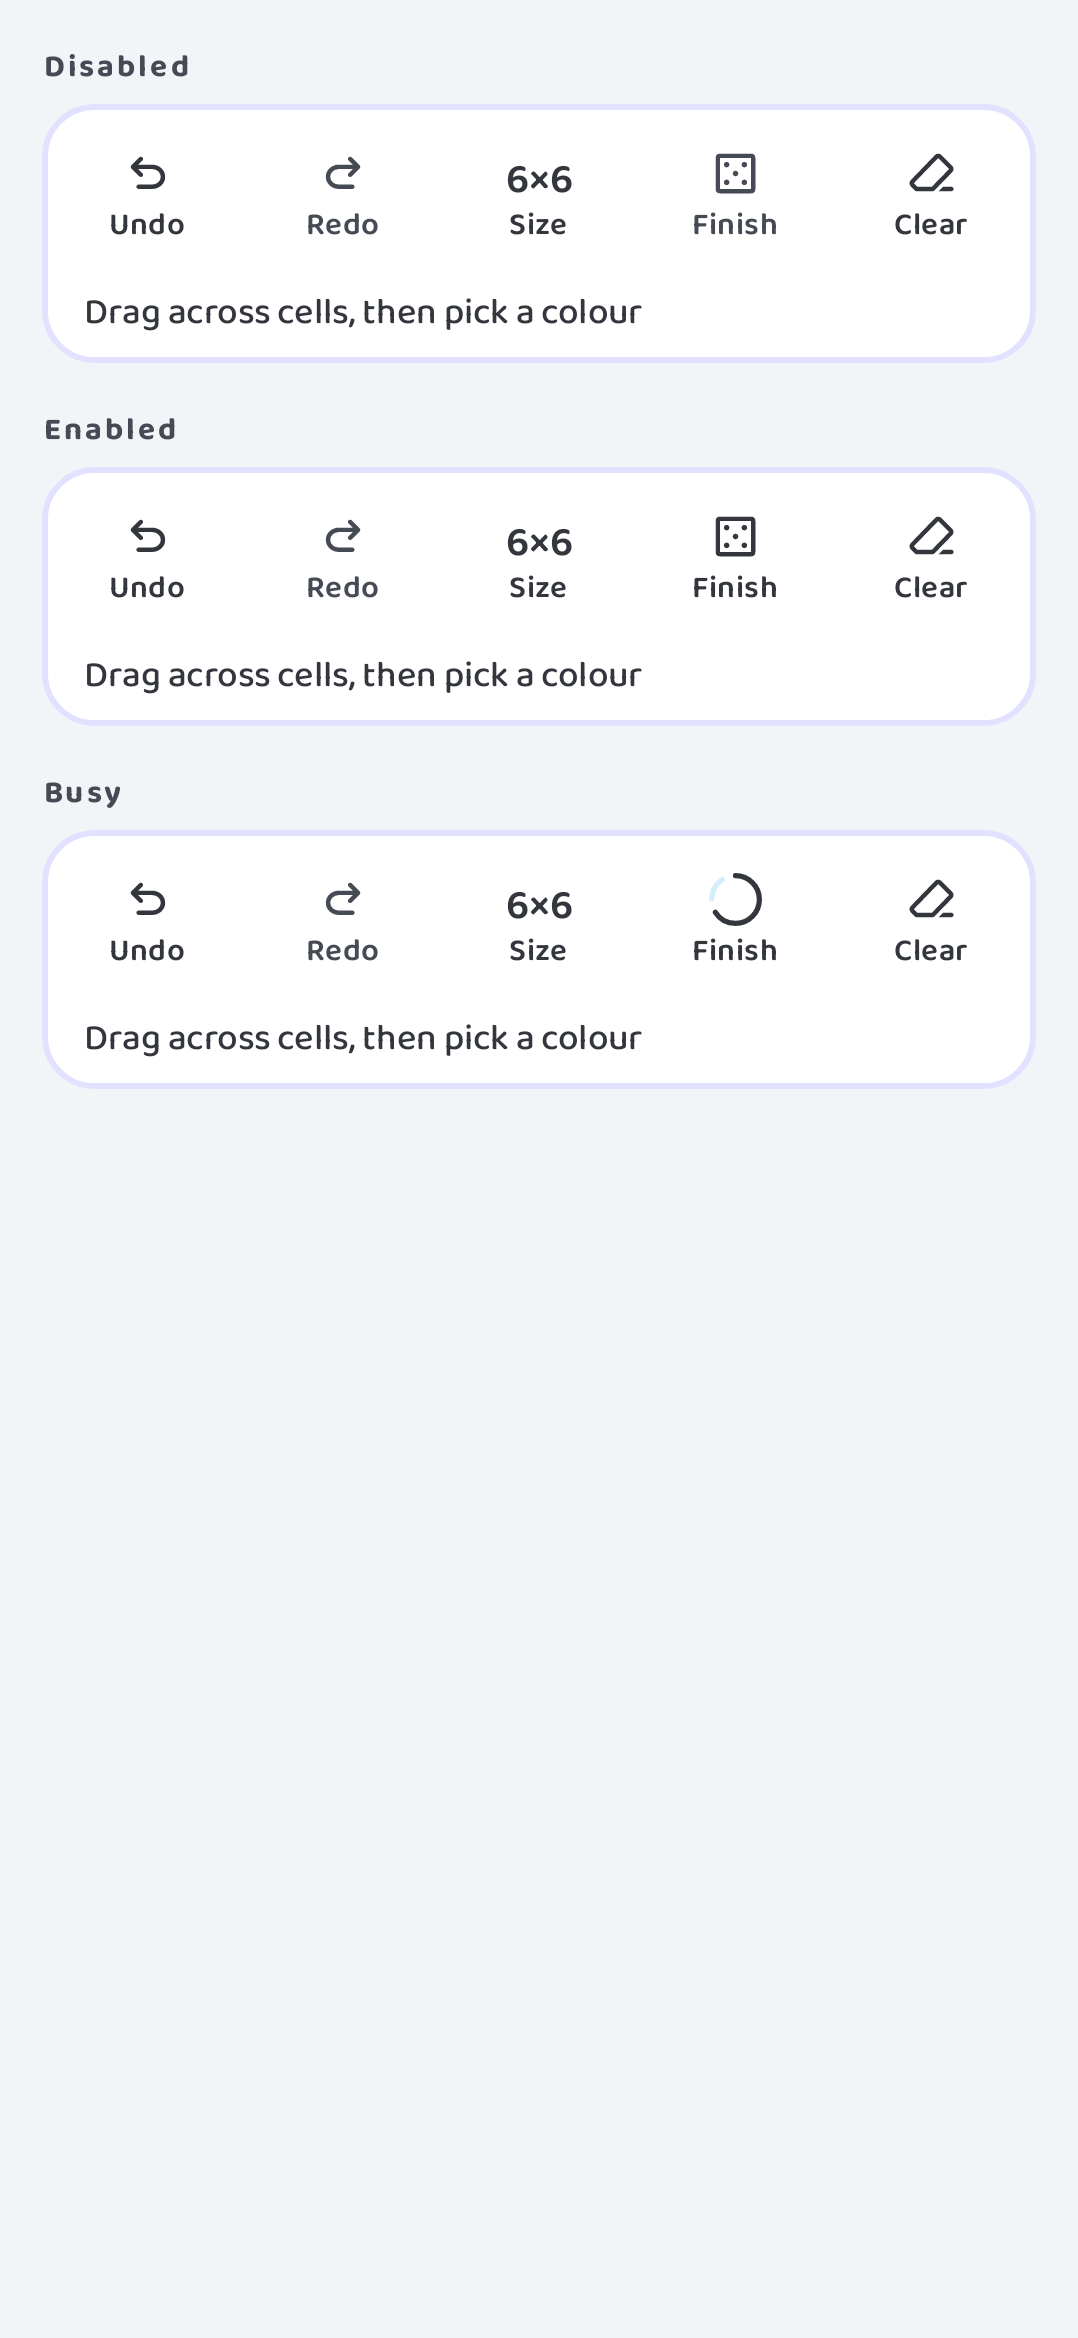 Disabled
Undo Redo 6×6 Size Finish Clear
Drag across cells, then pick a colour
Enabled
Undo Redo 6×6 Size Finish Clear
Drag across cells, then pick a colour
Busy
Undo Redo 6×6 Size Finish Clear
Drag across cells, then pick a colour